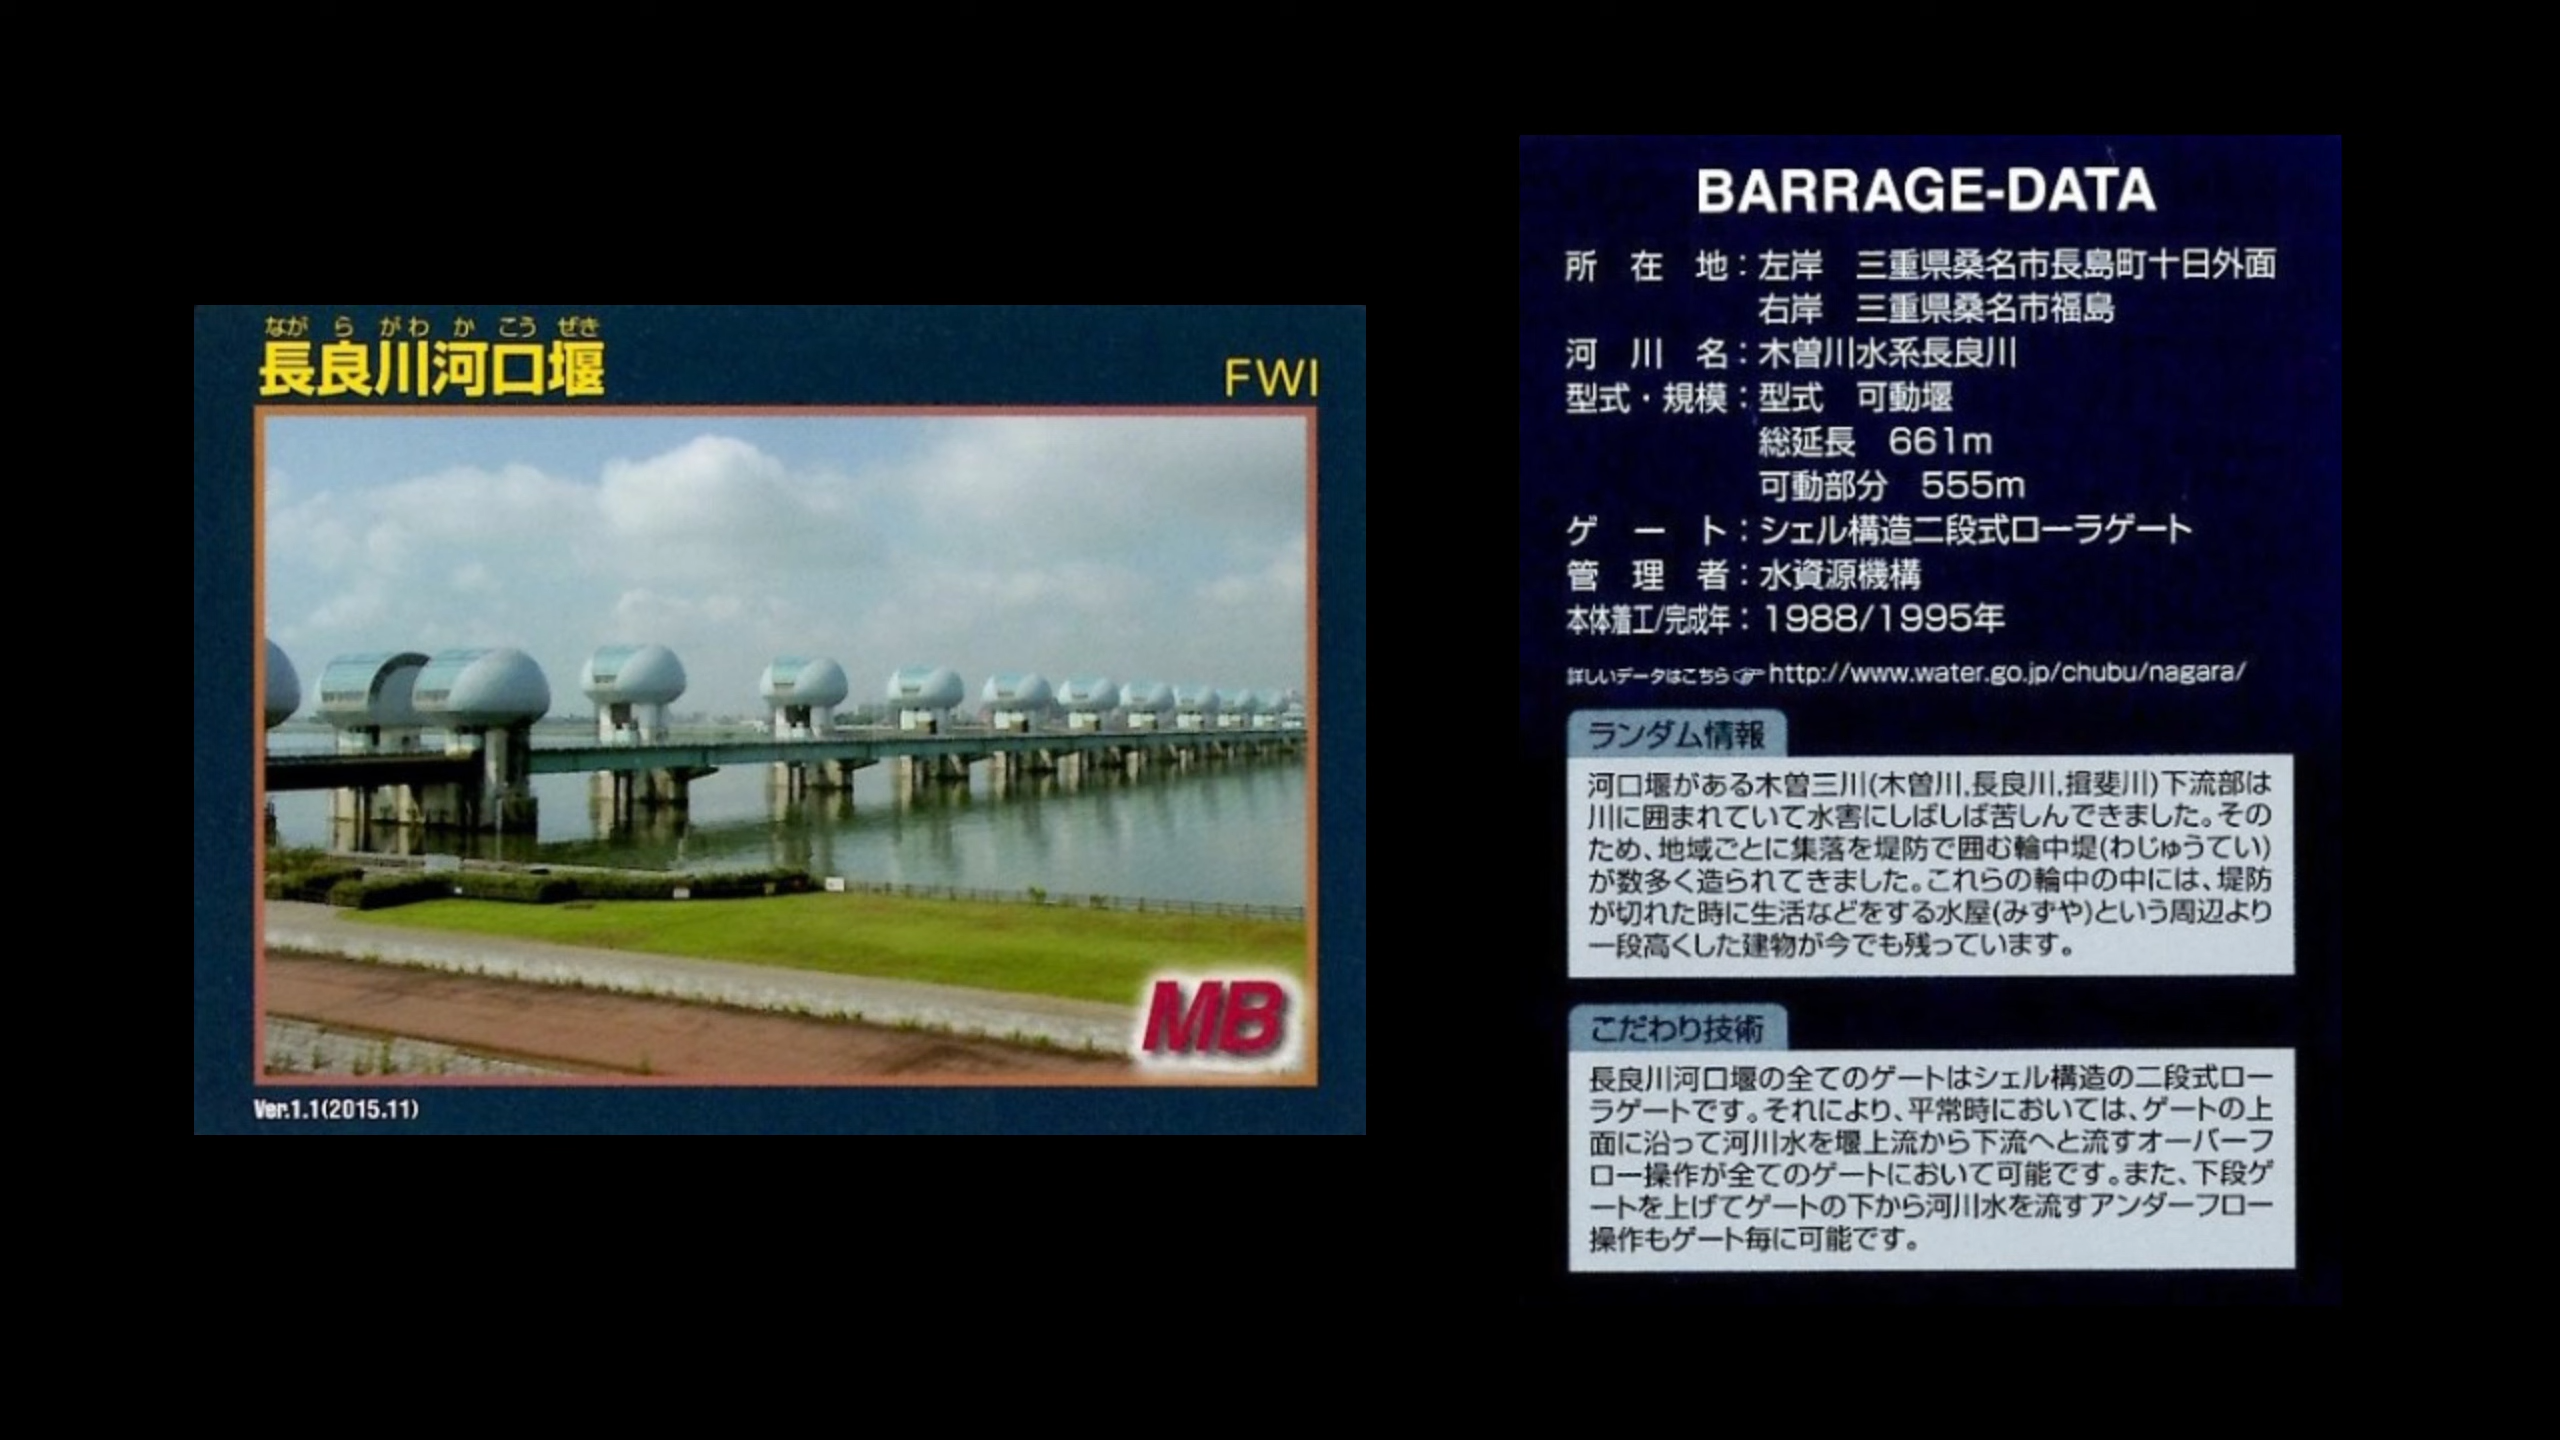 なが ら がわ か こう ぜき
長良川河口堰
FWI
MB
Ver.1.1(2015.11)
BARRAGE-DATA
所在地：左岸　三重県桑名市長島町十日外面
右岸　三重県桑名市福島
河川名：木曽川水系長良川
型式・規模：型式　可動堰
総延長　661m
可動部分　555m
ゲート：シェル構造二段式ローラゲート
管理者：水資源機構
本体着工/完成年：1988/1995年
詳しいデータはこちら☞http://www.water.go.jp/chubu/nagara/
ランダム情報
河口堰がある木曽三川(木曽川,長良川,揖斐川)下流部は
川に囲まれていて水害にしばしば苦しんできました。その
ため、地域ごとに集落を堤防で囲む輪中堤(わじゅうてい)
が数多く造られてきました。これらの輪中の中には、堤防
が切れた時に生活などをする水屋(みずや)という周辺より
一段高くした建物が今でも残っています。
こだわり技術
長良川河口堰の全てのゲートはシェル構造の二段式ロー
ラゲートです。それにより、平常時においては、ゲートの上
面に沿って河川水を堰上流から下流へと流すオーバーフ
ロー操作が全てのゲートにおいて可能です。また、下段ゲ
ートを上げてゲートの下から河川水を流すアンダーフロー
操作もゲート毎に可能です。